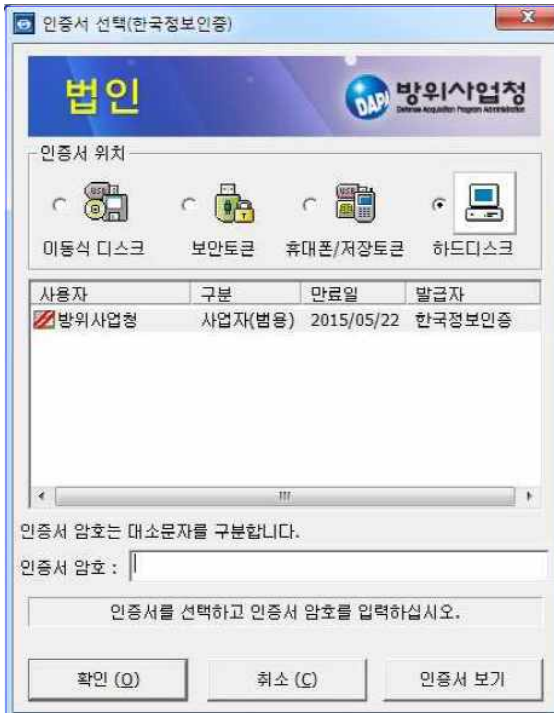 인증서 선택(한국정보인증)
법인
DAPA 방위사업청
Defense Acquisition Program Administration
인증서 위치
이동식 디스크 보안토큰 휴대폰/저장토큰 하드디스크
사용자 구분 만료일 발급자
방위사업청 사업자(범용) 2015/05/22 한국정보인증
인증서 암호는 대소문자를 구분합니다.
인증서 암호 :
인증서를 선택하고 인증서 암호를 입력하십시오.
확인 (O) 취소 (C) 인증서 보기